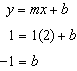 y = mx + b
1 = 1(2) + b
−1 = b